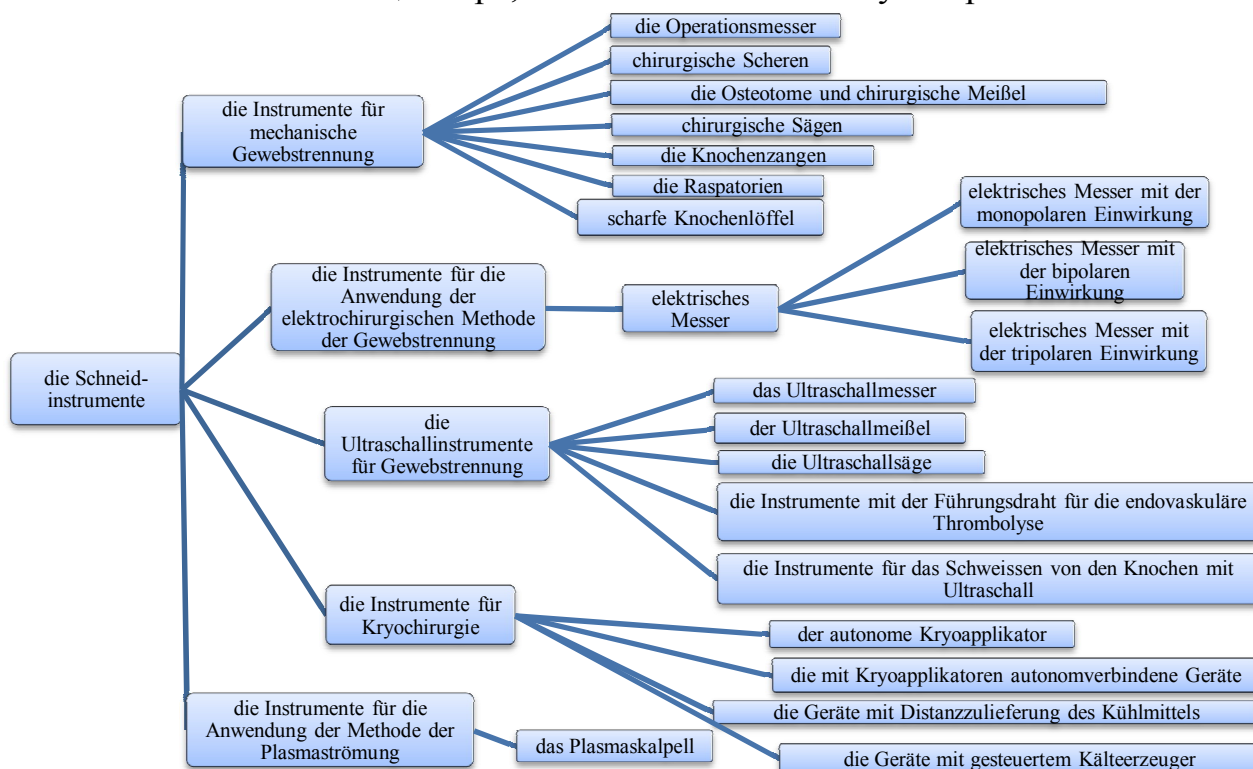 die Operationsmesser
chirurgische Scheren
die Osteotome und chirurgische Meißel
chirurgische Sägen
die Knochenzangen
die Raspatorien
scharfe Knochenlöffel
die Instrumente für
mechanische
Gewebstrennung
elektrisches Messer mit der
monopolaren Einwirkung
elektrisches Messer mit
der bipolaren
Einwirkung
elektrisches Messer mit
der tripolaren Einwirkung
die Instrumente für die
Anwendung der
elektrochirurgischen Methode
der Gewebstrennung
elektrisches
Messer
die Schneid-
instrumente
die
Ultraschallinstrumente
für Gewebstrennung
das Ultraschallmesser
der Ultraschallmeißel
die Ultraschallsäge
die Instrumente mit der Führungsdraht für die endovaskuläre
Thrombolyse
die Instrumente für das Schweissen von den Knochen mit
Ultraschall
die Instrumente für
Kryochirurgie
der autonome Kryoapplikator
die mit Kryoapplikatoren autonomverbindene Geräte
die Geräte mit Distanzzulieferung des Kühlmittels
die Geräte mit gesteuertem Kälteerzeuger
die Instrumente für die
Anwendung der Methode der
Plasmaströmung
das Plasmaskalpell